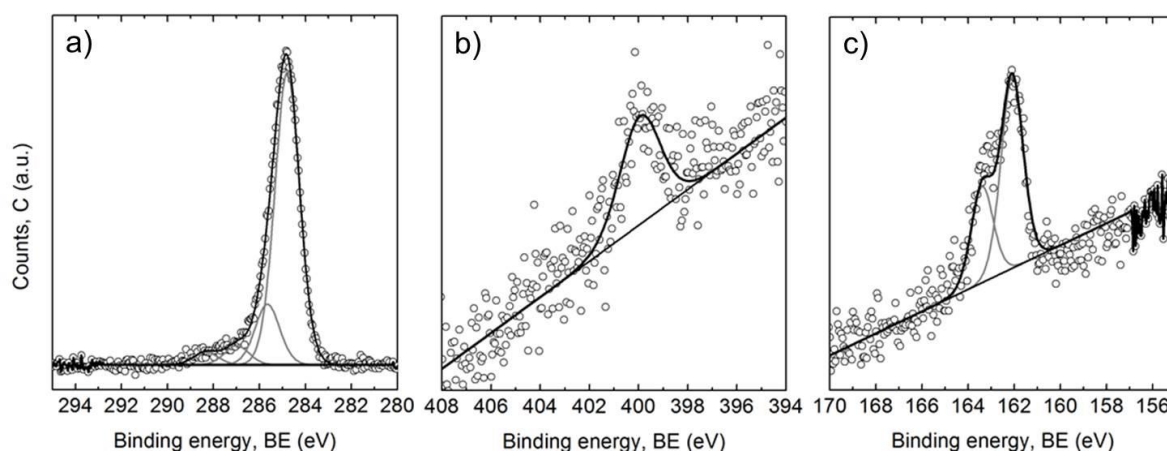 a)
b)
c)
Counts, C (a.u.)
294 292 290 288 286 284 282 280
408 406 404 402 400 398 396 394
170 168 166 164 162 160 158 156
Binding energy, BE (eV)
Binding energy, BE (eV)
Binding energy, BE (eV)